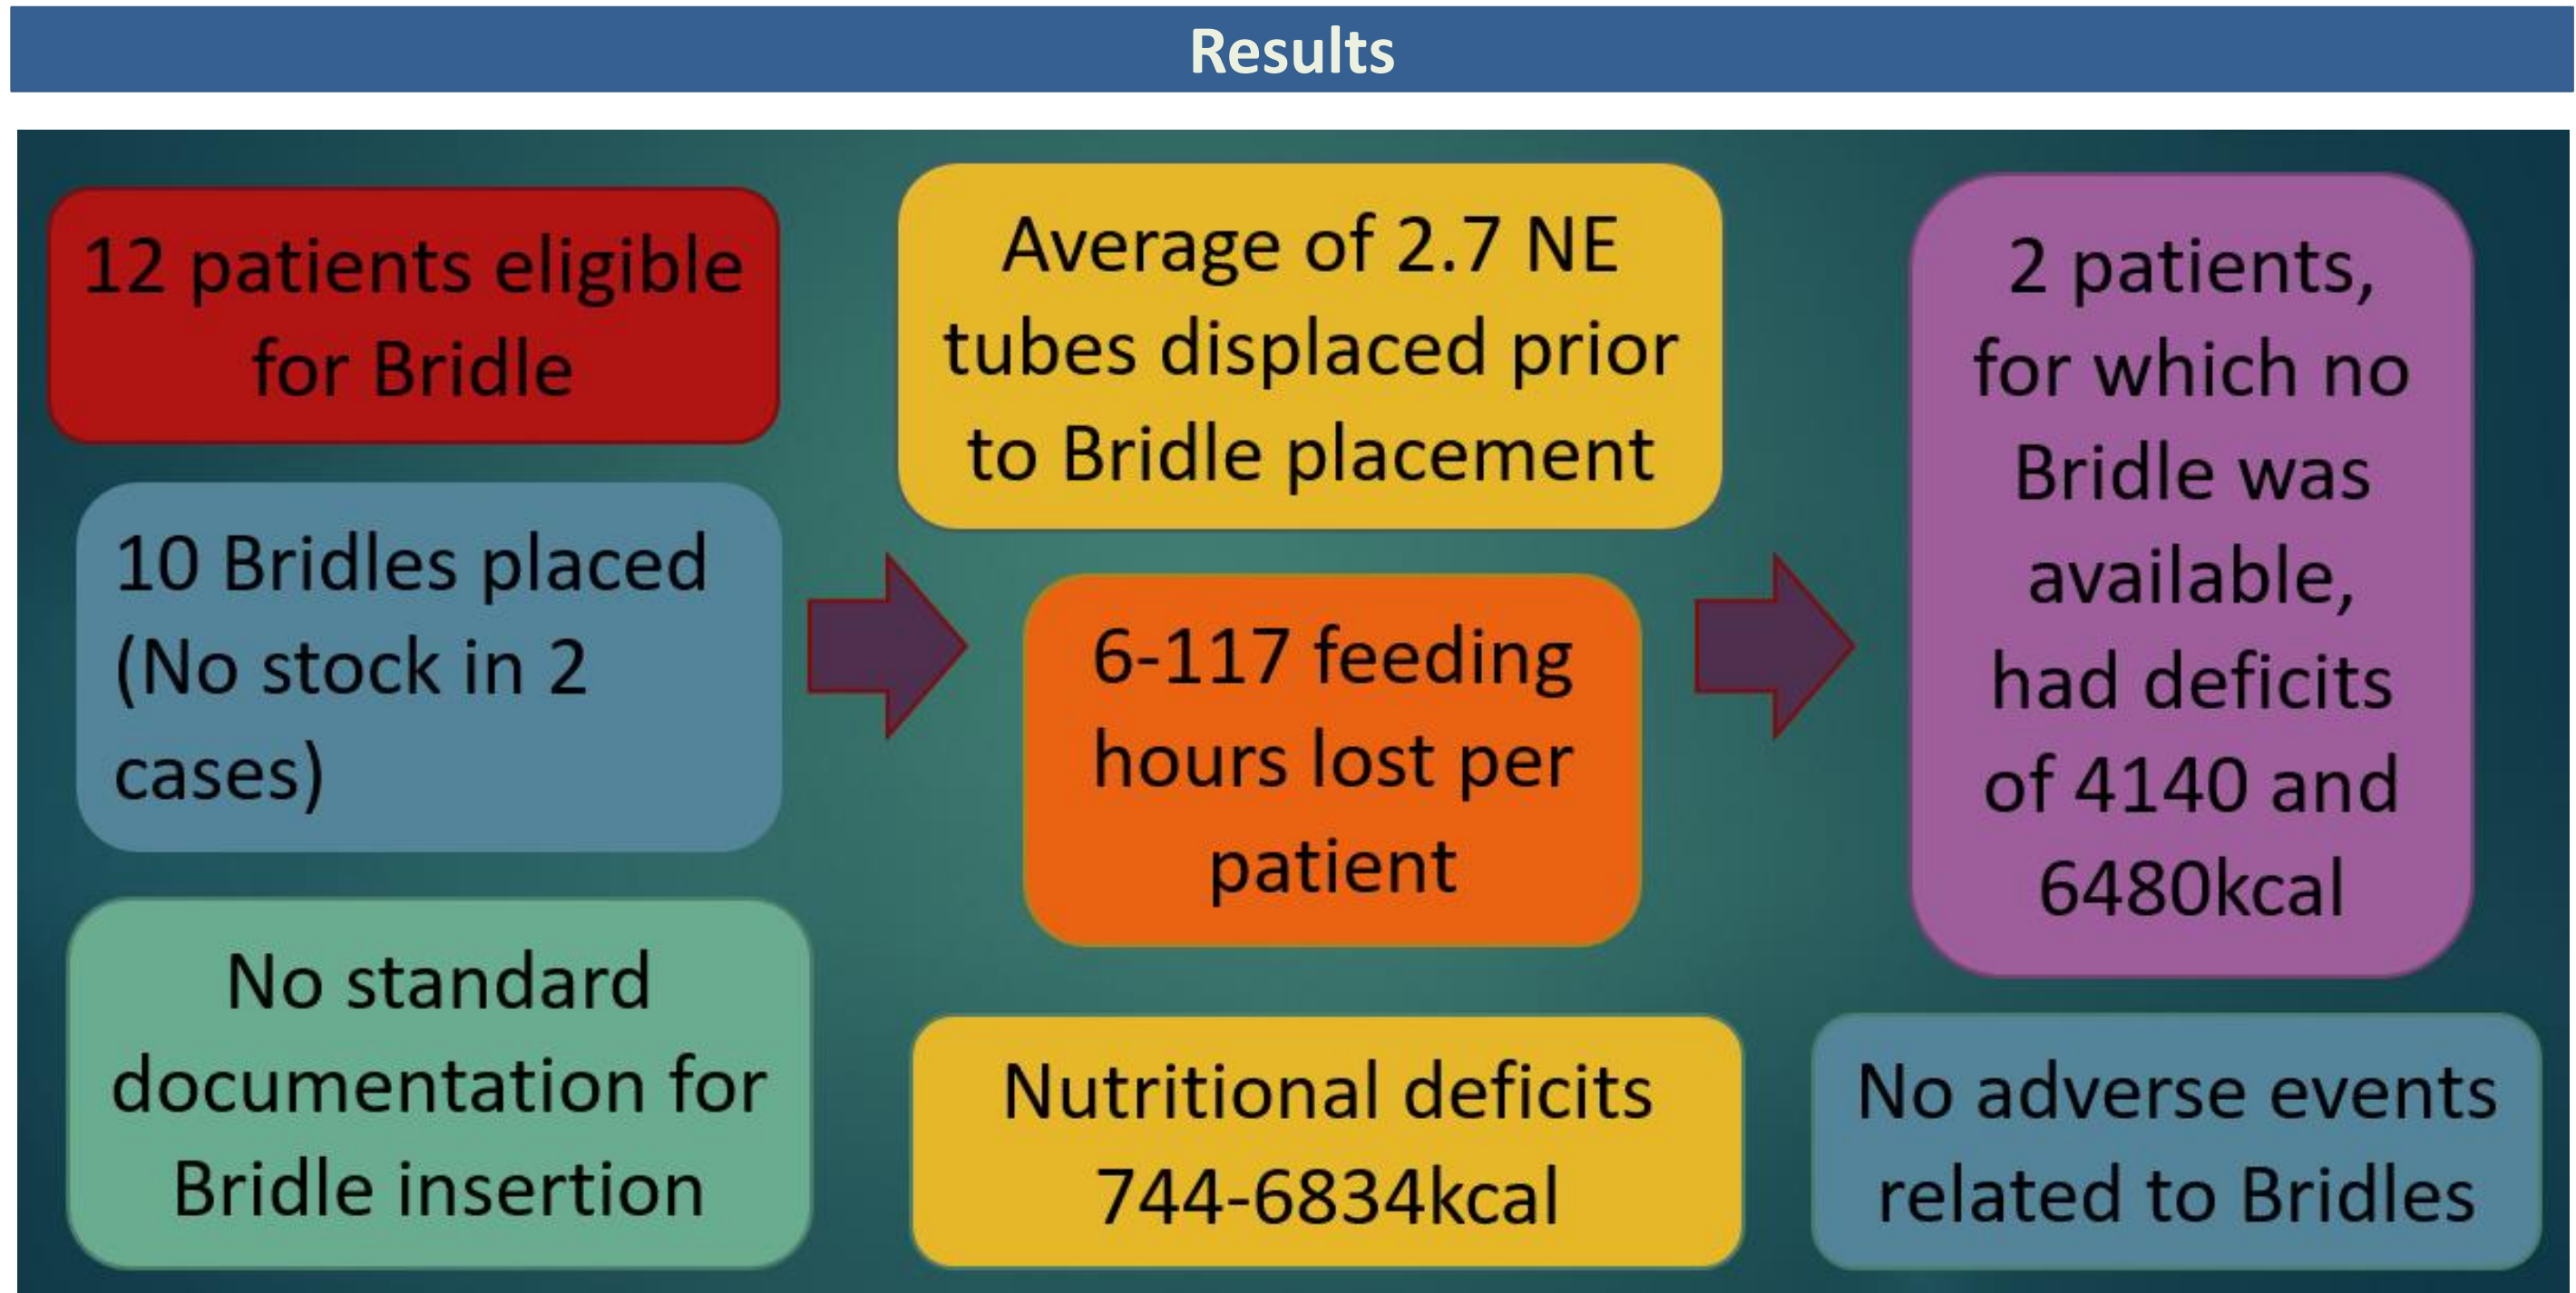 Results
12 patients eligible
for Bridle
10 Bridles placed
(No stock in 2
cases)
No standard
documentation for
Bridle insertion
Average of 2.7 NE
tubes displaced prior
to Bridle placement
6-117 feeding
hours lost per
patient
Nutritional deficits
744-6834kcal
2 patients,
for which no
Bridle was
available,
had deficits
of 4140 and
6480kcal
No adverse events
related to Bridles